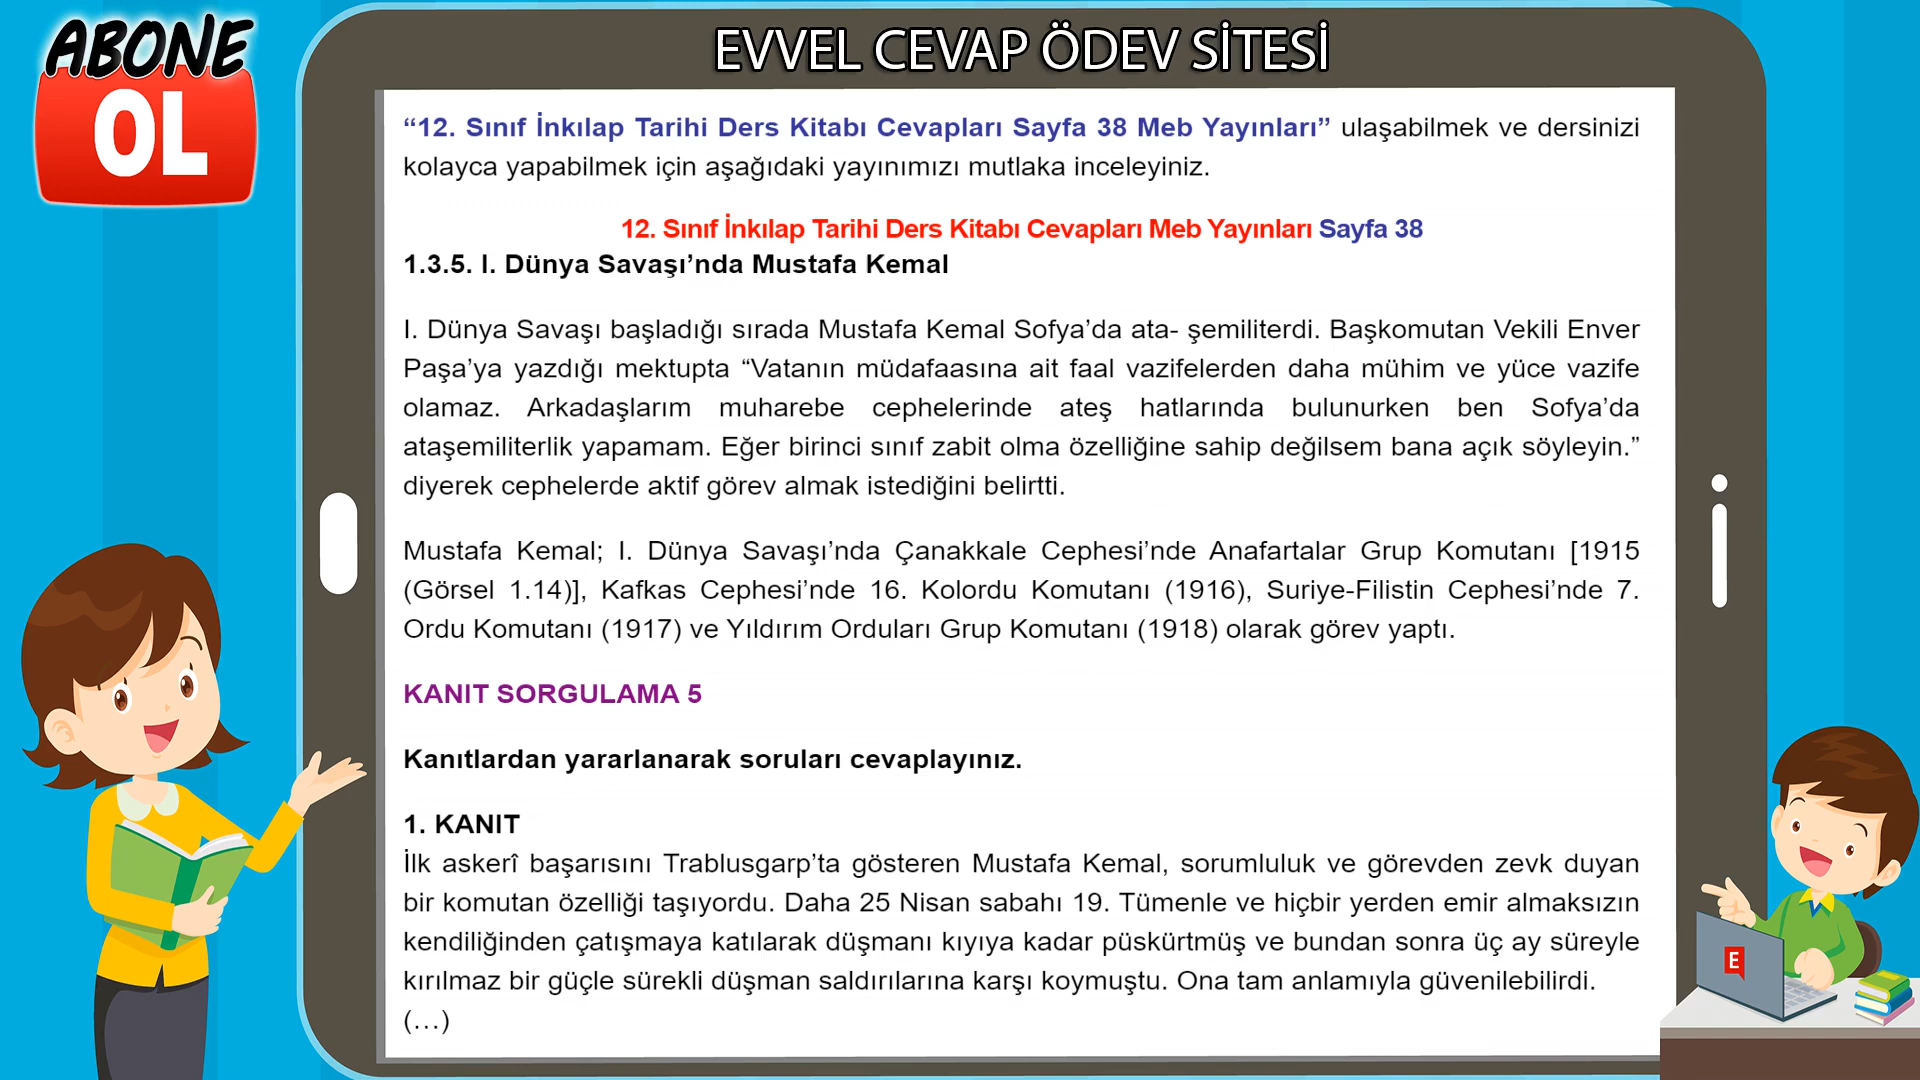 ABONE
OL
EVVEL CEVAP ÖDEV SİTESİ
“12. Sınıf İnkılap Tarihi Ders Kitabı Cevapları Sayfa 38 Meb Yayınları” ulaşabilmek ve dersinizi
kolayca yapabilmek için aşağıdaki yayınımızı mutlaka inceleyiniz.
12. Sınıf İnkılap Tarihi Ders Kitabı Cevapları Meb Yayınları Sayfa 38
1.3.5. I. Dünya Savaşı’nda Mustafa Kemal
I. Dünya Savaşı başladığı sırada Mustafa Kemal Sofya’da ata- şemiliterdi. Başkomutan Vekili Enver
Paşa’ya yazdığı mektupta “Vatanın müdafaasına ait faal vazifelerden daha mühim ve yüce vazife
olamaz. Arkadaşlarım muharebe cephelerinde ateş hatlarında bulunurken ben Sofya’da
ataşemiliterlik yapamam. Eğer birinci sınıf zabit olma özelliğine sahip değilsem bana açık söyleyin.”
diyerek cephelerde aktif görev almak istediğini belirtti.
Mustafa Kemal; I. Dünya Savaşı’nda Çanakkale Cephesi’nde Anafartalar Grup Komutanı [1915
(Görsel 1.14)], Kafkas Cephesi’nde 16. Kolordu Komutanı (1916), Suriye-Filistin Cephesi’nde 7.
Ordu Komutanı (1917) ve Yıldırım Orduları Grup Komutanı (1918) olarak görev yaptı.
KANIT SORGULAMA 5
Kanıtlardan yararlanarak soruları cevaplayınız.
1. KANIT
İlk askerî başarısını Trablusgarp’ta gösteren Mustafa Kemal, sorumluluk ve görevden zevk duyan
bir komutan özelliği taşıyordu. Daha 25 Nisan sabahı 19. Tümenle ve hiçbir yerden emir almaksızın
kendiliğinden çatışmaya katılarak düşmanı kıyıya kadar püskürtmüş ve bundan sonra üç ay süreyle
kırılmaz bir güçle sürekli düşman saldırılarına karşı koymuştu. Ona tam anlamıyla güvenilebilirdi.
(…)
E